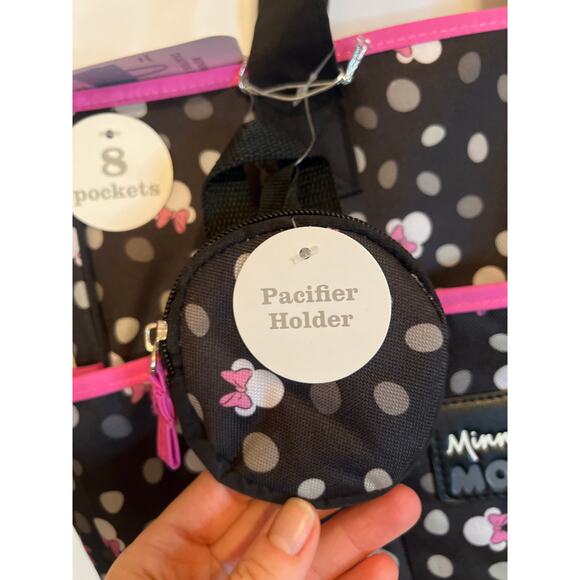 8
pockets
Pacifier
Holder
Minn
MO